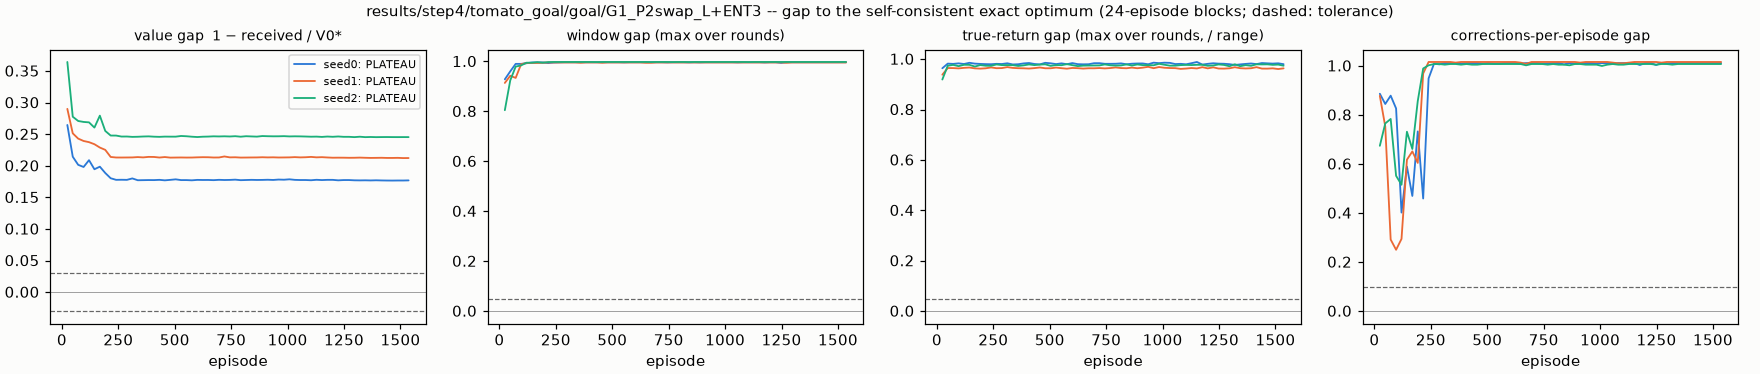 results/step4/tomato_goal/goal/G1_P2swap_L+ENT3 -- gap to the self-consistent exact optimum (24-episode blocks; dashed: tolerance)
value gap  1 − received / V0*
0.35
0.30
0.25
0.20
0.15
0.10
0.05
0.00
seed0: PLATEAU
seed1: PLATEAU
seed2: PLATEAU
0 250 500 750 1000 1250 1500
episode
window gap (max over rounds)
1.0
0.8
0.6
0.4
0.2
0.0
0 250 500 750 1000 1250 1500
episode
true-return gap (max over rounds, / range)
1.0
0.8
0.6
0.4
0.2
0.0
0 250 500 750 1000 1250 1500
episode
corrections-per-episode gap
1.0
0.8
0.6
0.4
0.2
0.0
0 250 500 750 1000 1250 1500
episode